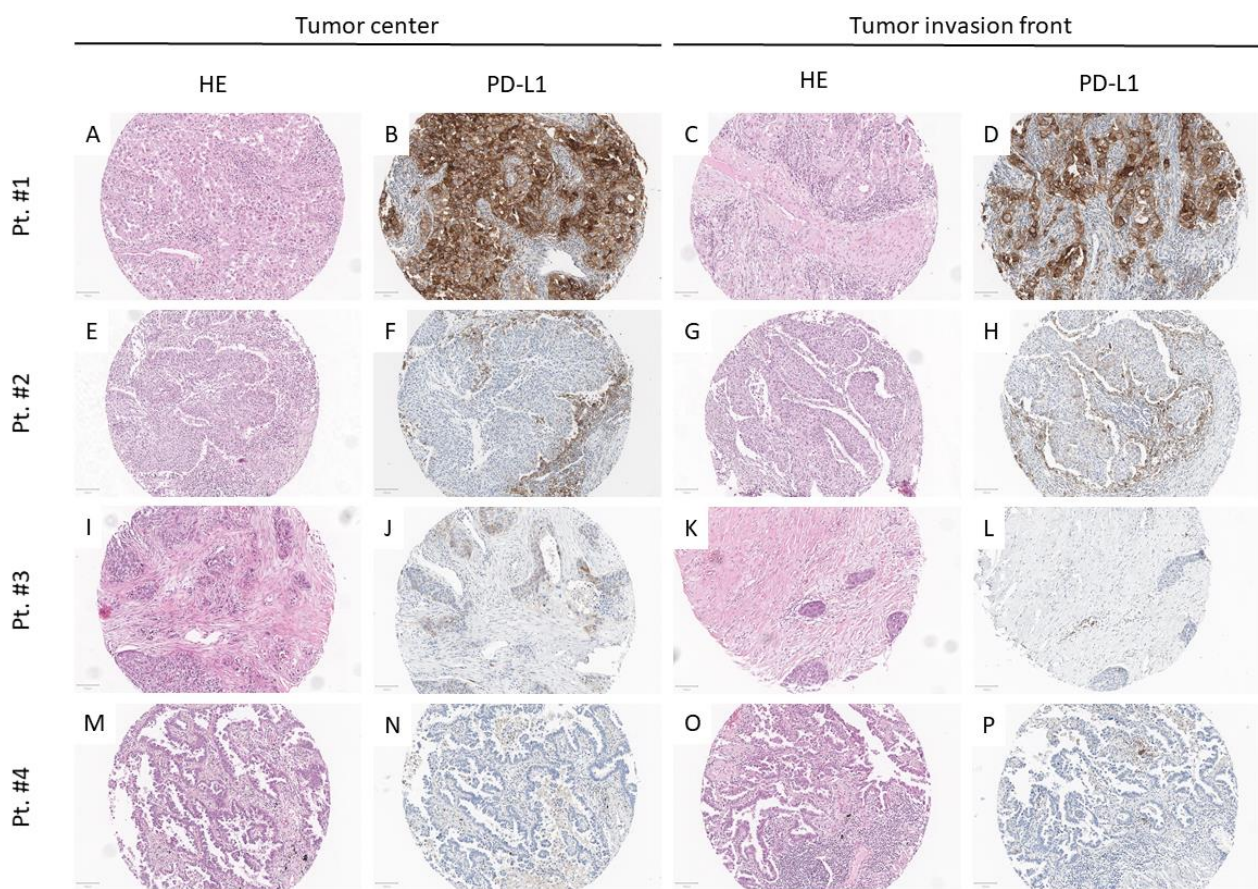 Tumor center Tumor invasion front
HE PD-L1 HE PD-L1
Pt. #1 A B C D
Pt. #2 E F G H
Pt. #3 I J K L
Pt. #4 M N O P